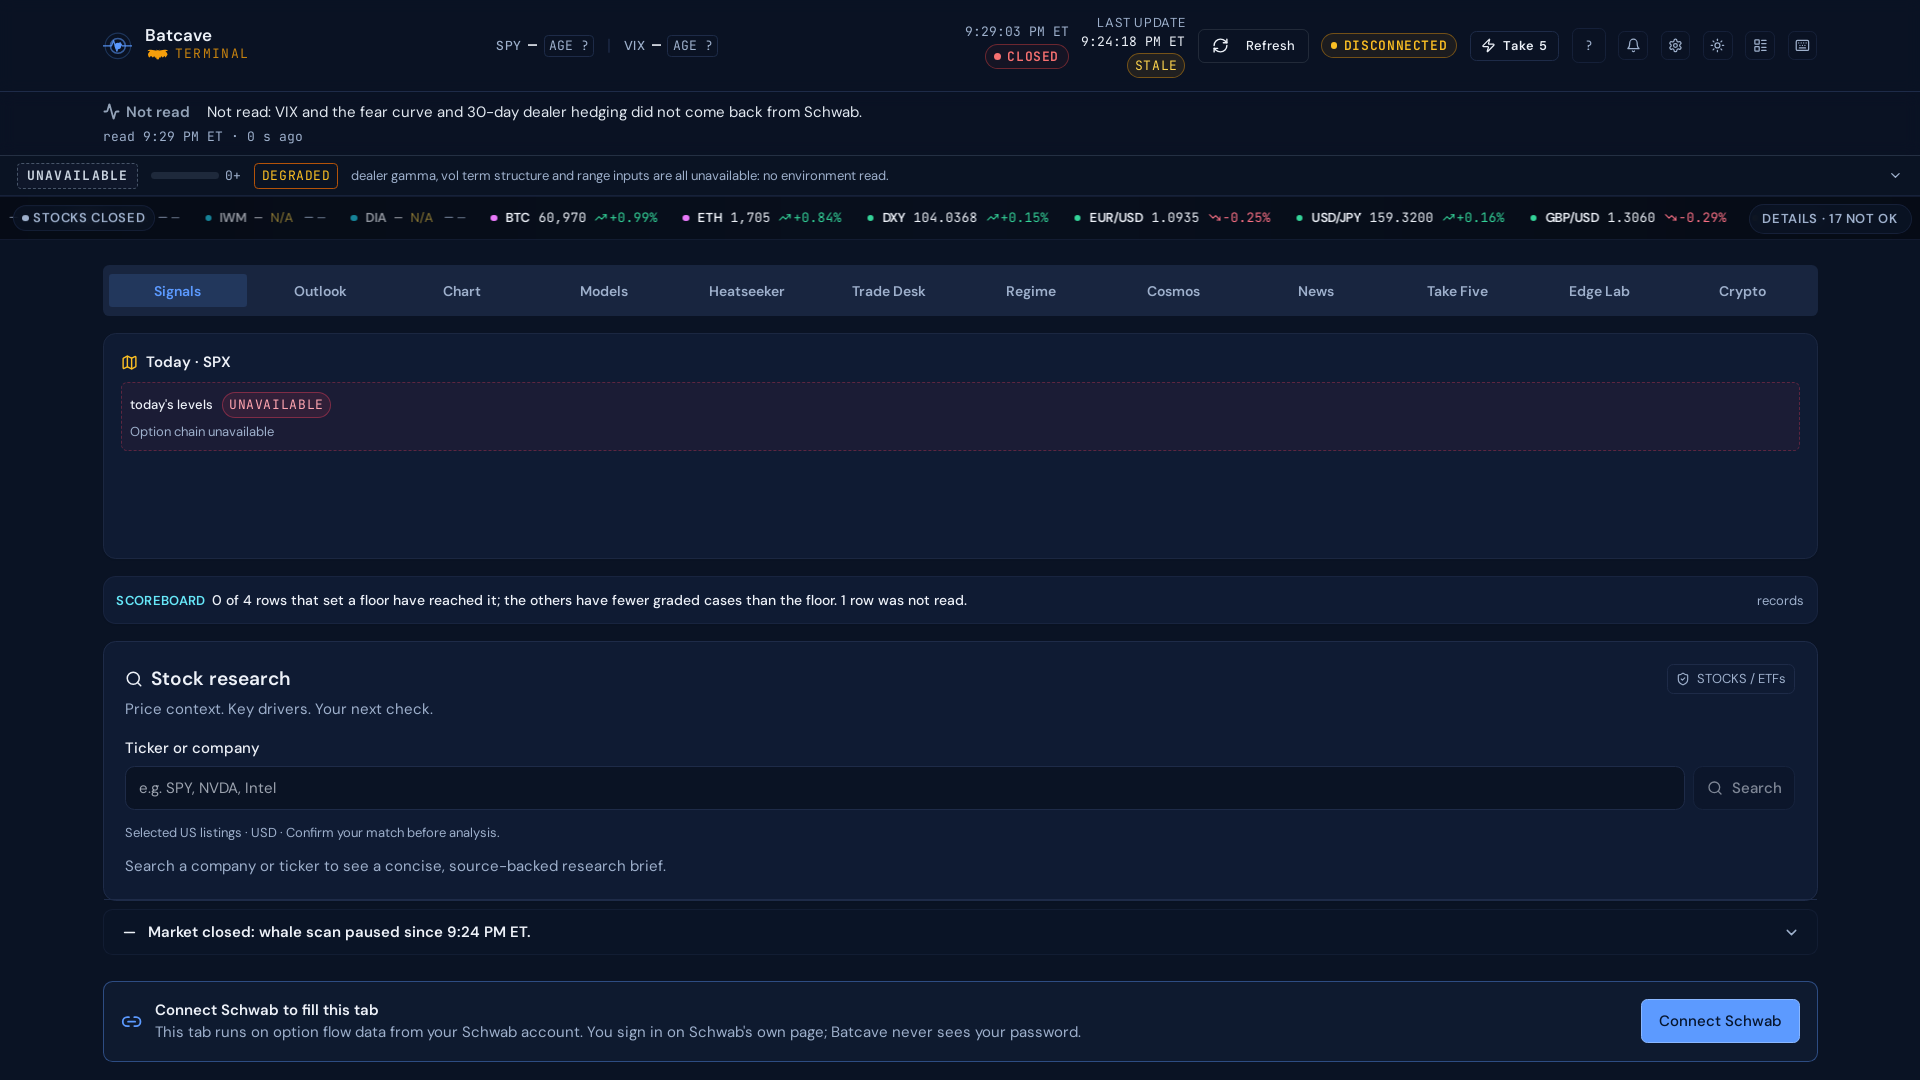 Batcave
TERMINAL
SPY — AGE ? | VIX — AGE ?
9:29:03 PM ET
CLOSED
LAST UPDATE
9:24:18 PM ET
STALE
Refresh
DISCONNECTED
Take 5
?
Not read Not read: VIX and the fear curve and 30-day dealer hedging did not come back from Schwab.
read 9:29 PM ET · 0 s ago
UNAVAILABLE 0+ DEGRADED dealer gamma, vol term structure and range inputs are all unavailable: no environment read.
STOCKS CLOSED — — IWM — N/A — — DIA — N/A — — BTC 60,970 +0.99% ETH 1,705 +0.84% DXY 104.0368 +0.15% EUR/USD 1.0935 -0.25% USD/JPY 159.3200 +0.16% GBP/USD 1.3060 -0.29% DETAILS · 17 NOT OK
Signals Outlook Chart Models Heatseeker Trade Desk Regime Cosmos News Take Five Edge Lab Crypto
Today · SPX
today's levels UNAVAILABLE
Option chain unavailable
SCOREBOARD 0 of 4 rows that set a floor have reached it; the others have fewer graded cases than the floor. 1 row was not read. records
Stock research STOCKS / ETFs
Price context. Key drivers. Your next check.
Ticker or company
e.g. SPY, NVDA, Intel Search
Selected US listings · USD · Confirm your match before analysis.
Search a company or ticker to see a concise, source-backed research brief.
— Market closed: whale scan paused since 9:24 PM ET.
Connect Schwab to fill this tab
This tab runs on option flow data from your Schwab account. You sign in on Schwab's own page; Batcave never sees your password.
Connect Schwab